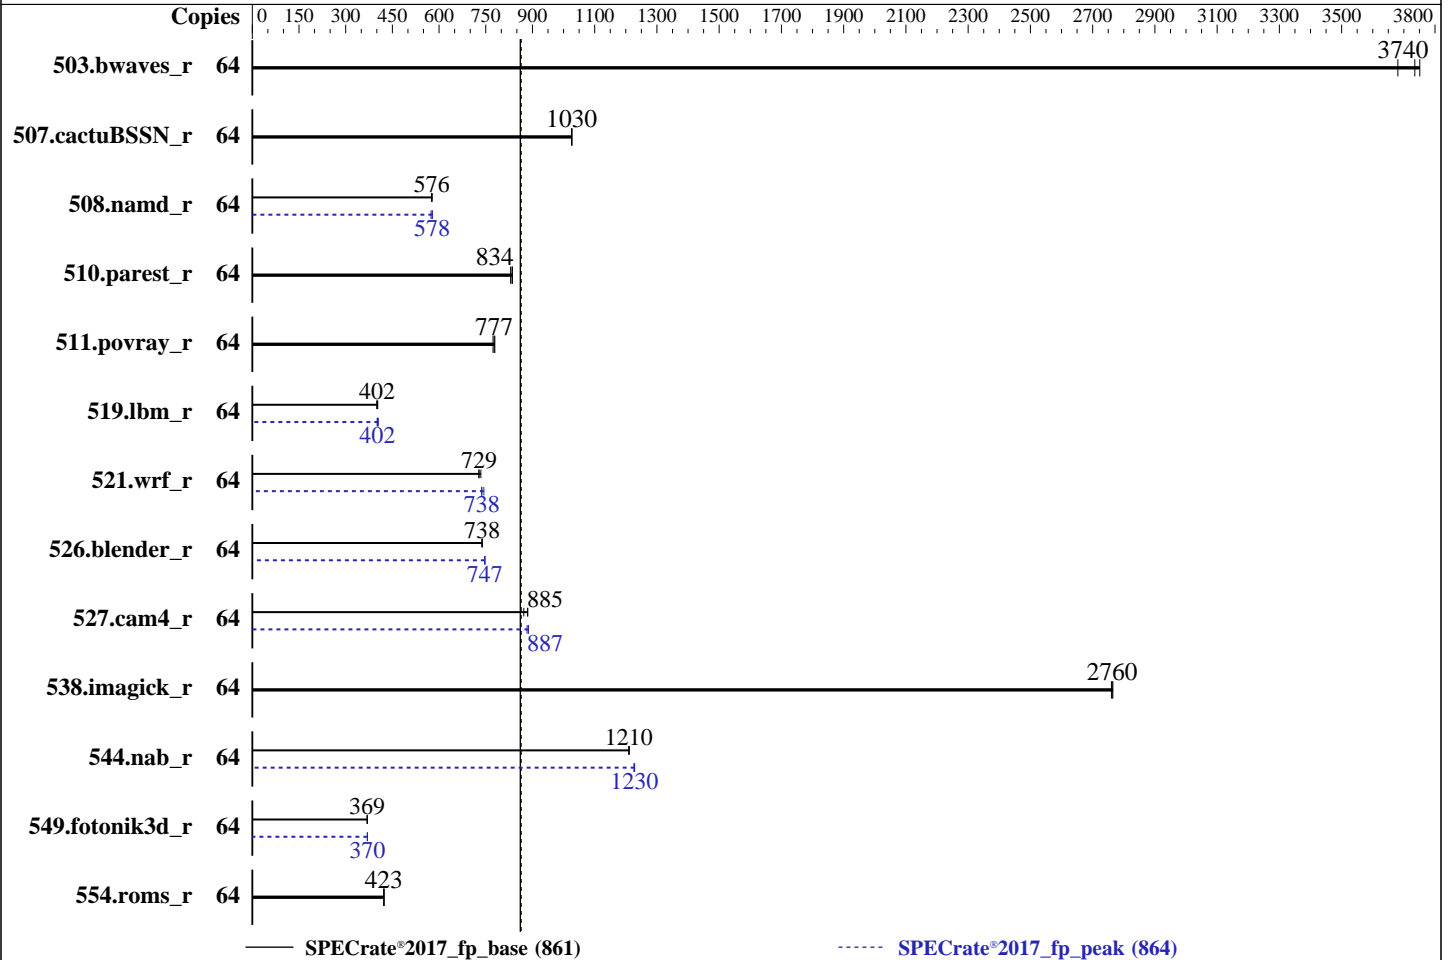 Copies 0 150 300 450 600 750 900 1100 1300 1500 1700 1900 2100 2300 2500 2700 2900 3100 3300 3500 3800
503.bwaves_r 64 3740
507.cactuBSSN_r 64 1030
508.namd_r 64 576
578
510.parest_r 64 834
511.povray_r 64 777
519.lbm_r 64 402
402
521.wrf_r 64 729
738
526.blender_r 64 738
747
527.cam4_r 64 885
887
538.imagick_r 64 2760
544.nab_r 64 1210
1230
549.fotonik3d_r 64 369
370
554.roms_r 64 423
SPECrate®2017_fp_base (861) SPECrate®2017_fp_peak (864)